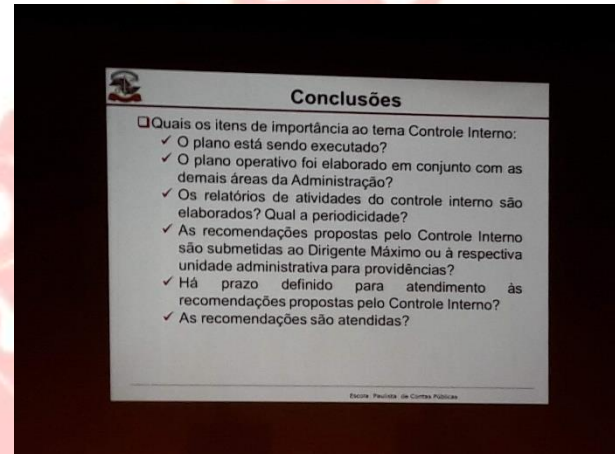 Conclusões
Quais os itens de importância ao tema Controle Interno:
O plano está sendo executado?
O plano operativo foi elaborado em conjunto com as
demais áreas da Administração?
Os relatórios de atividades do controle interno são
elaborados? Qual a periodicidade?
As recomendações propostas pelo Controle Interno
são submetidas ao Dirigente Máximo ou à respectiva
unidade administrativa para providências?
Há prazo definido para atendimento às
recomendações propostas pelo Controle Interno?
As recomendações são atendidas?
Escola Paulista de Contas Públicas